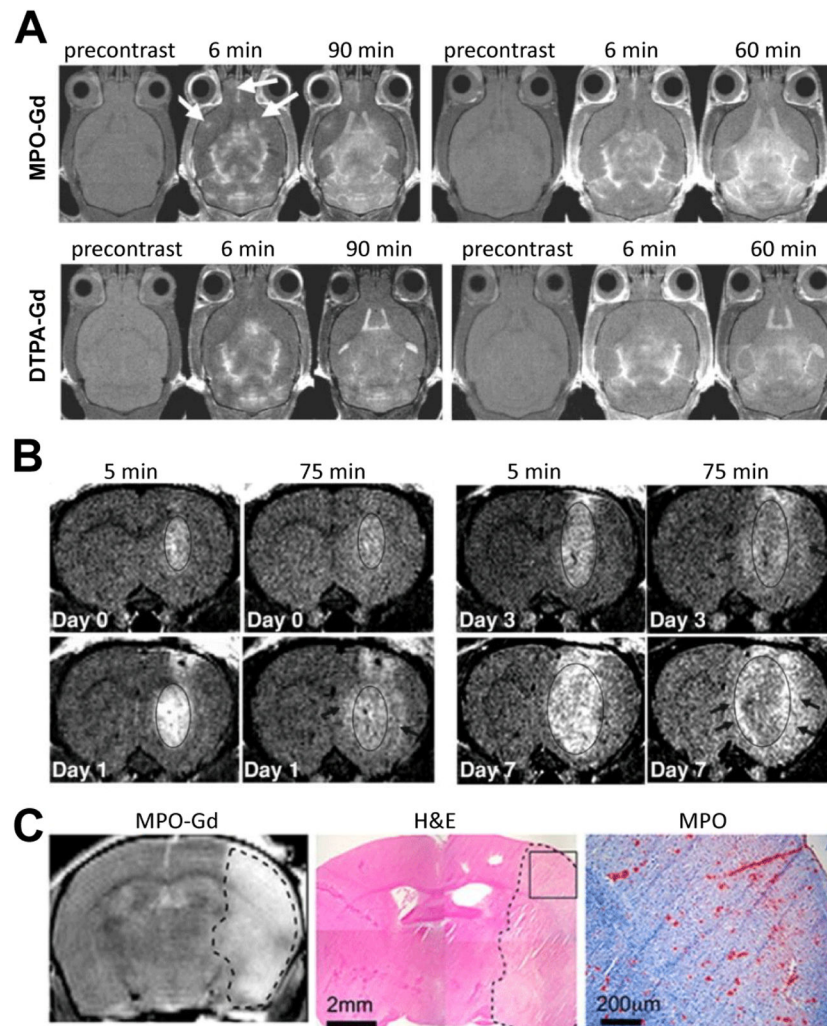 A
precontrast 6 min 90 min precontrast 6 min 60 min
MPO-Gd
precontrast 6 min 90 min precontrast 6 min 60 min
DTPA-Gd
B
5 min 75 min 5 min 75 min
Day 0 Day 0 Day 3 Day 3
Day 1 Day 1 Day 7 Day 7
C
MPO-Gd H&E MPO
2mm 200µm